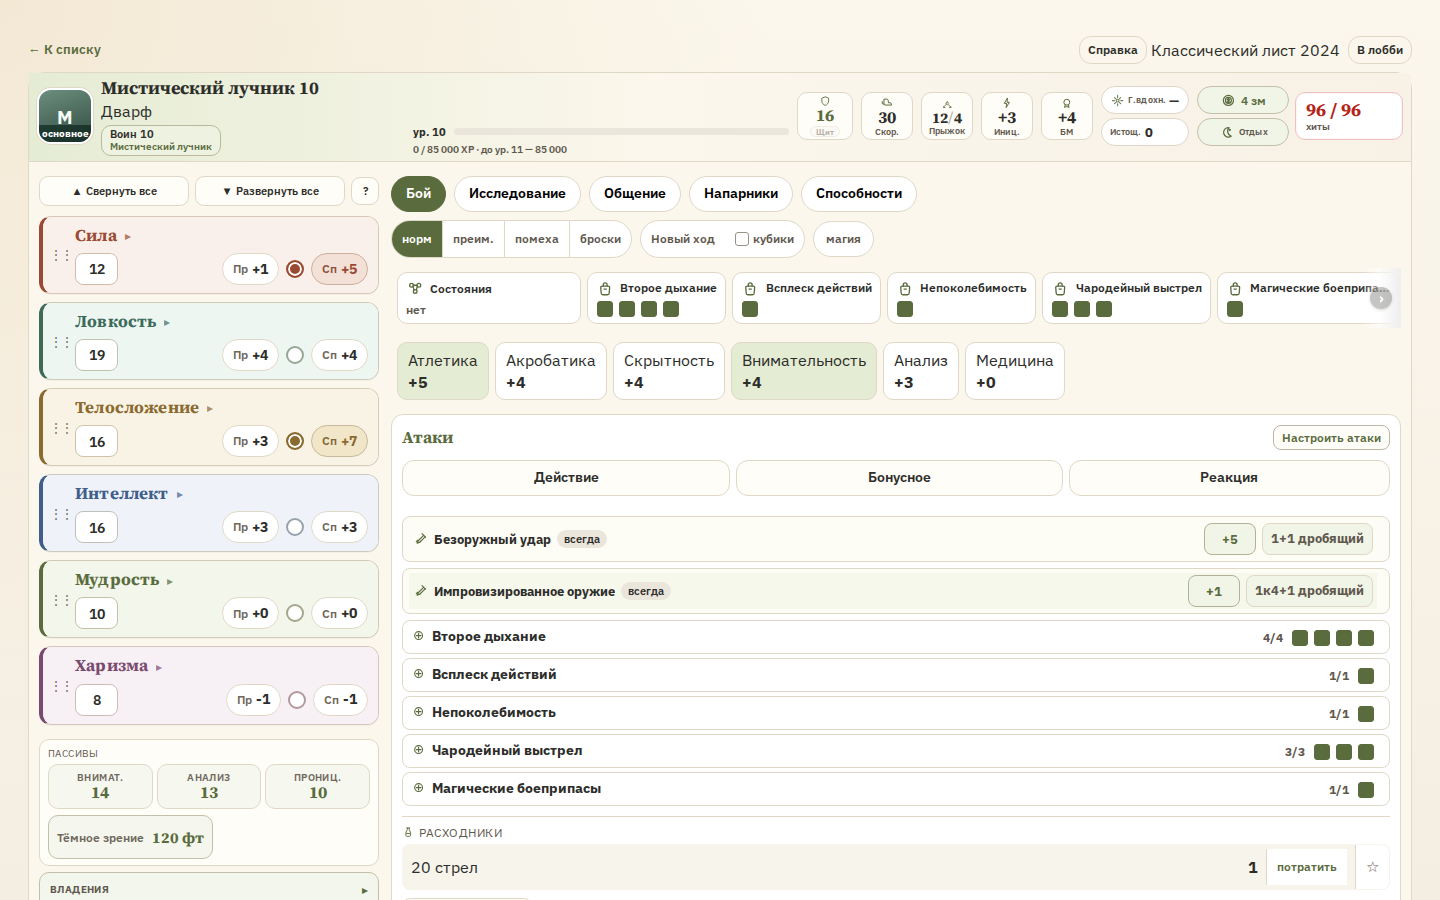 ← К списку
Справка Классический лист 2024 В лобби
М
основное
Мистический лучник 10
Дварф
Воин 10
Мистический лучник
ур. 10
0 / 85 000 XP · до ур. 11 — 85 000
16
Щит
30
Скор.
12/4
Прыжок
+3
Иниц.
+4
БМ
Г.вдохн. —
Истощ. 0
4 зм
Отдых
96 / 96
хиты
▲ Свернуть все
▼ Развернуть все
?
Сила ▸
12 Пр +1 Сп +5
Ловкость ▸
19 Пр +4 Сп +4
Телосложение ▸
16 Пр +3 Сп +7
Интеллект ▸
16 Пр +3 Сп +3
Мудрость ▸
10 Пр +0 Сп +0
Харизма ▸
8 Пр -1 Сп -1
ПАССИВЫ
ВНИМАТ.
14
АНАЛИЗ
13
ПРОНИЦ.
10
Тёмное зрение 120 фт
ВЛАДЕНИЯ ▸
Бой Исследование Общение Напарники Способности
норм преим. помеха броски Новый ход кубики магия
Состояния
нет
Второе дыхание
Всплеск действий
Непоколебимость
Чародейный выстрел
Магические боеприпа...
›
Атлетика
+5
Акробатика
+4
Скрытность
+4
Внимательность
+4
Анализ
+3
Медицина
+0
Атаки
Настроить атаки
Действие Бонусное Реакция
Безоружный удар всегда +5 1+1 дробящий
Импровизированное оружие всегда +1 1к4+1 дробящий
⊕ Второе дыхание 4/4
⊕ Всплеск действий 1/1
⊕ Непоколебимость 1/1
⊕ Чародейный выстрел 3/3
⊕ Магические боеприпасы 1/1
РАСХОДНИКИ
20 стрел 1 потратить ☆